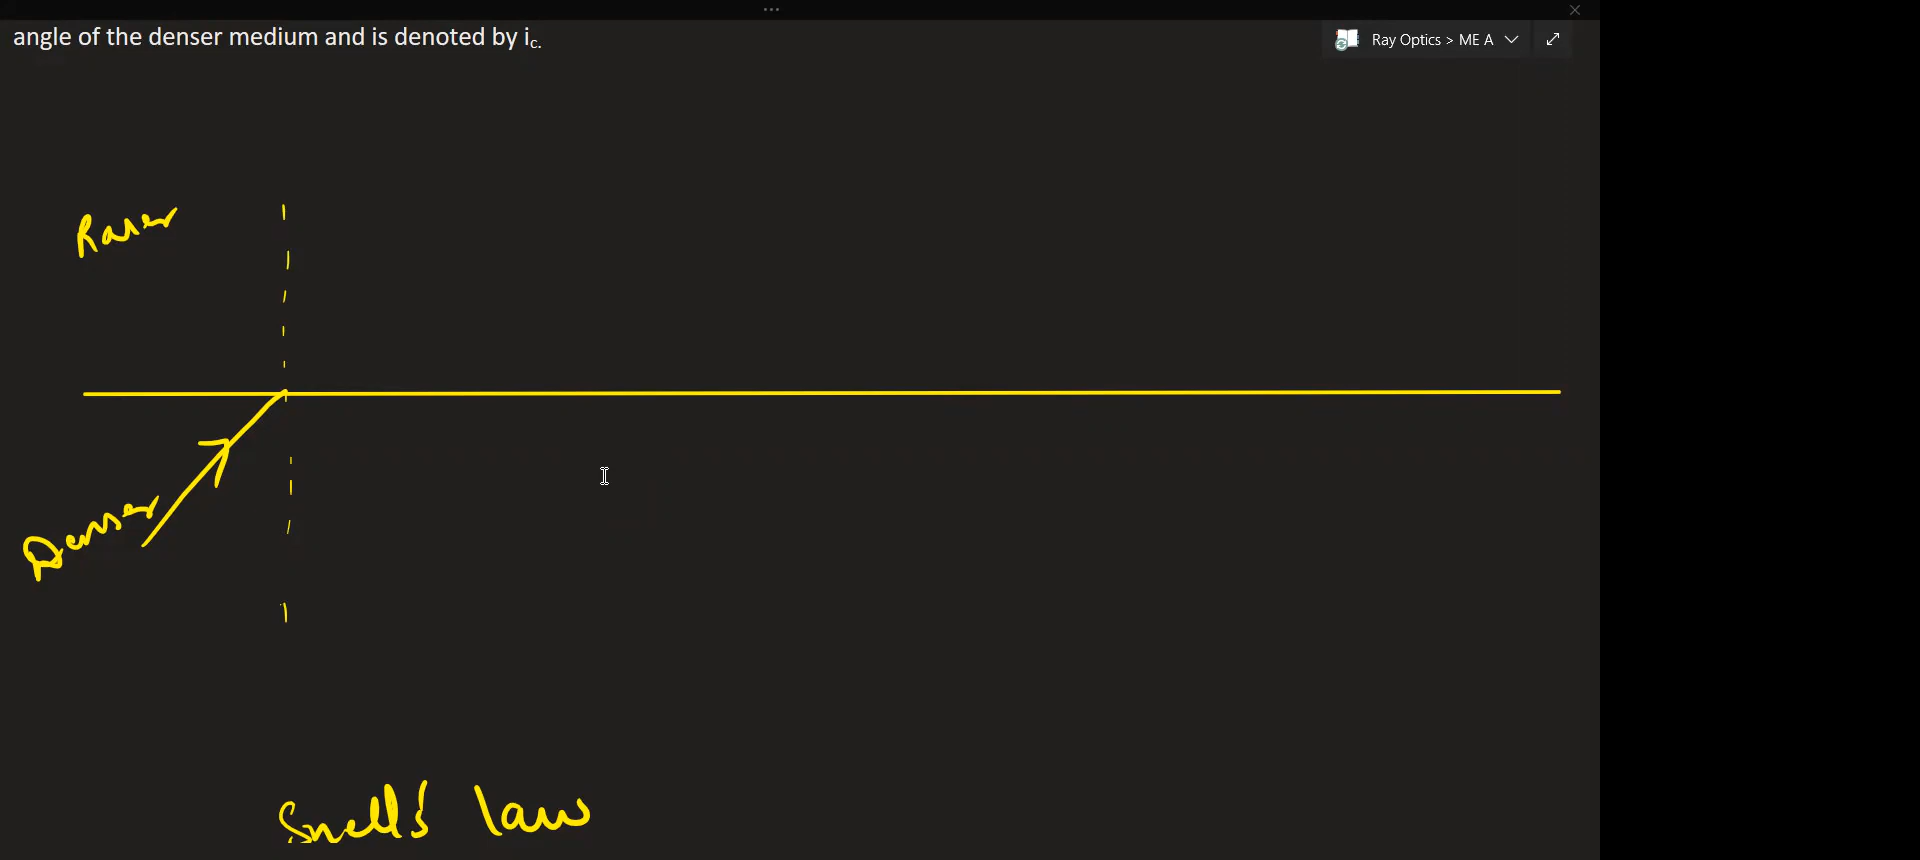 angle of the denser medium and is denoted by ic.
Ray Optics > ME A
Rarer
Denser
Snell's law